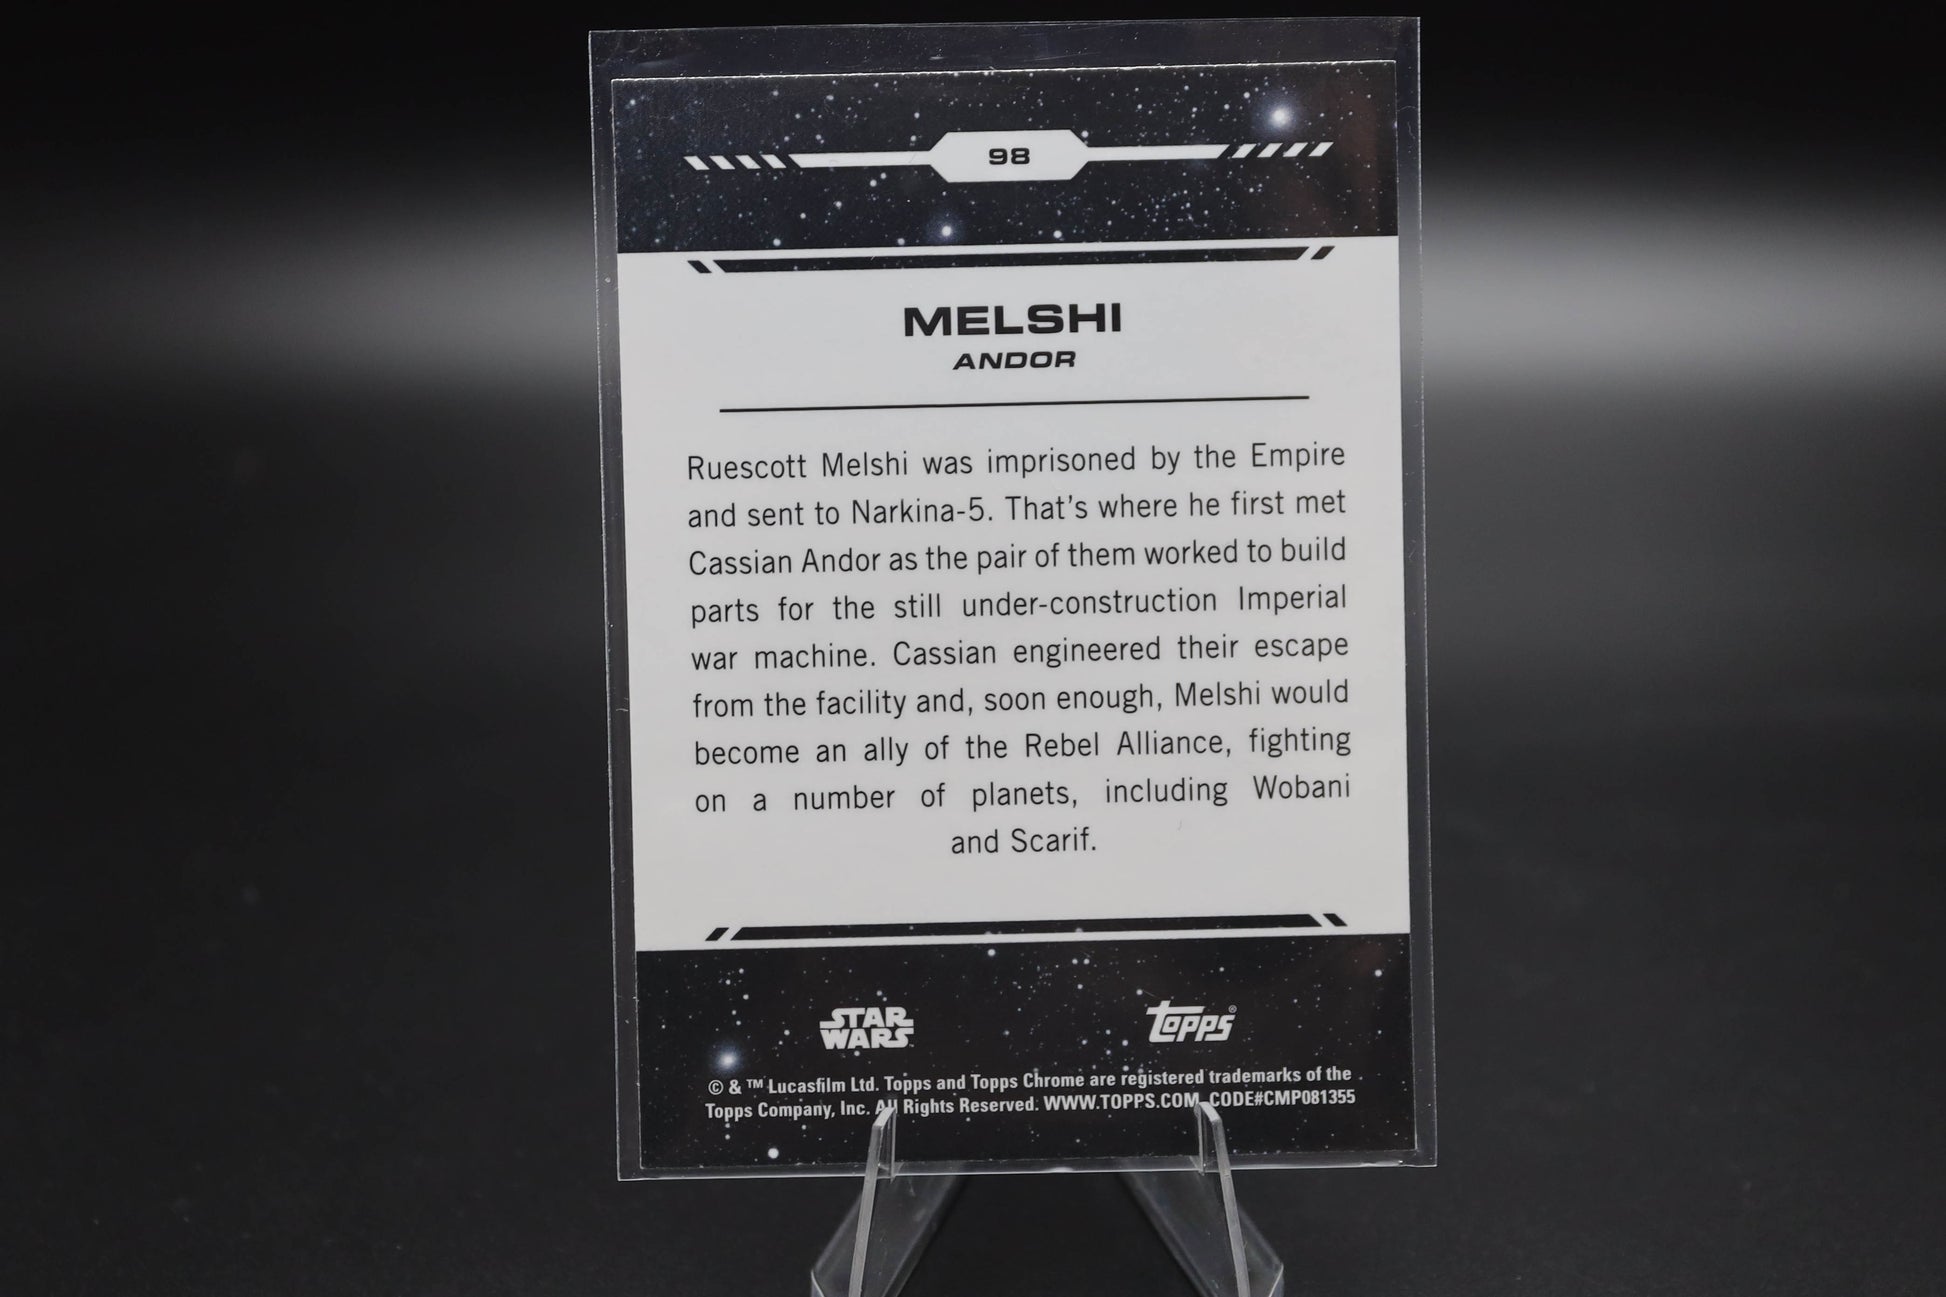 98
MELSHI
ANDOR
Ruescott Melshi was imprisoned by the Empire
and sent to Narkina-5. That's where he first met
Cassian Andor as the pair of them worked to build
parts for the still under-construction Imperial
war machine. Cassian engineered their escape
from the facility and, soon enough, Melshi would
become an ally of the Rebel Alliance, fighting
on a number of planets, including Wobani
and Scarif.
STAR WARS
topps®
© & ™ Lucasfilm Ltd. Topps and Topps Chrome are registered trademarks of the
Topps Company, Inc. All Rights Reserved. WWW.TOPPS.COM CODE#CMP081355